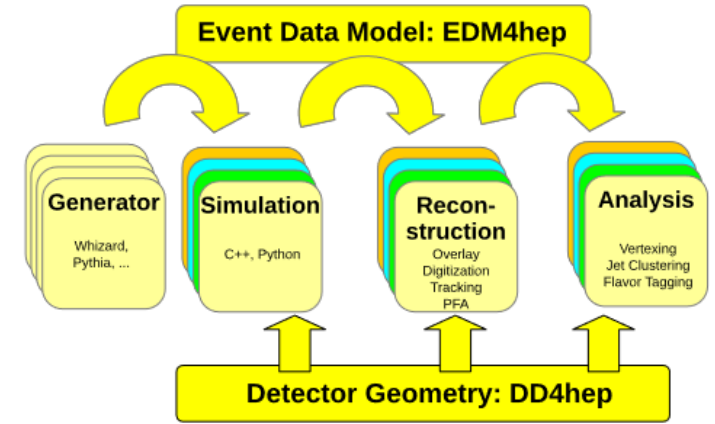 Event Data Model: EDM4hep
Generator
Whizard,
Pythia, ...
Simulation
C++, Python
Recon-
struction
Overlay
Digitization
Tracking
PFA
Analysis
Vertexing
Jet Clustering
Flavor Tagging
Detector Geometry: DD4hep